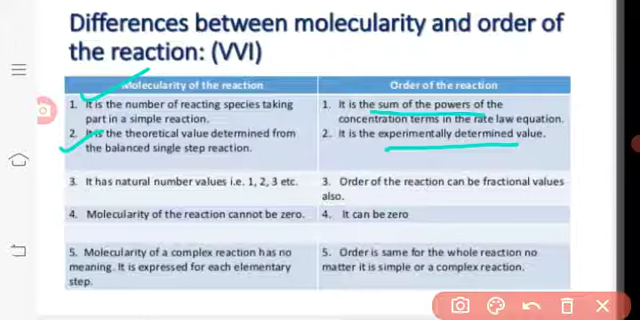 Differences between molecularity and order of
the reaction: (VVI)
Molecularity of the reaction
Order of the reaction
1. It is the number of reacting species taking
part in a simple reaction.
1. It is the sum of the powers of the
concentration terms in the rate law equation.
2. It is the theoretical value determined from
the balanced single step reaction.
2. It is the experimentally determined value.
3. It has natural number values i.e. 1, 2, 3 etc.
3. Order of the reaction can be fractional values
also.
4. Molecularity of the reaction cannot be zero.
4. It can be zero
5. Molecularity of a complex reaction has no
meaning. It is expressed for each elementary
step.
5. Order is same for the whole reaction no
matter it is simple or a complex reaction.